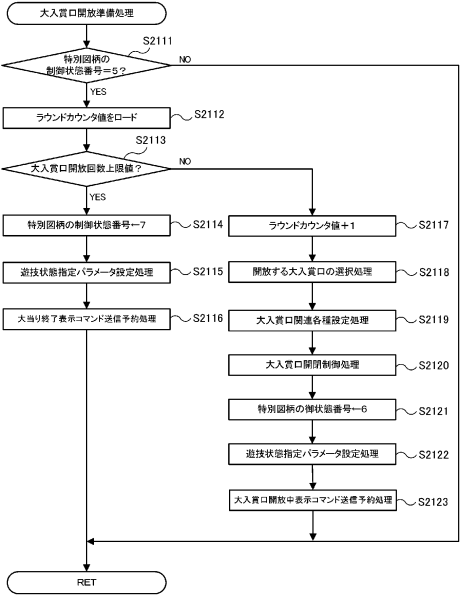 大入賞口開放準備処理
S2111
特別図柄の
制御状態番号＝5？
NO
YES
ラウンドカウンタ値をロード
S2112
S2113
大入賞口開放回数上限値？
NO
YES
特別図柄の制御状態番号←7
S2114
遊技状態指定パラメータ設定処理
S2115
大当り終了表示コマンド送信予約処理
S2116
ラウンドカウンタ値＋1
S2117
開放する大入賞口の選択処理
S2118
大入賞口関連各種設定処理
S2119
大入賞口開閉制御処理
S2120
特別図柄の御状態番号←6
S2121
遊技状態指定パラメータ設定処理
S2122
大入賞口開放中表示コマンド送信予約処理
S2123
RET